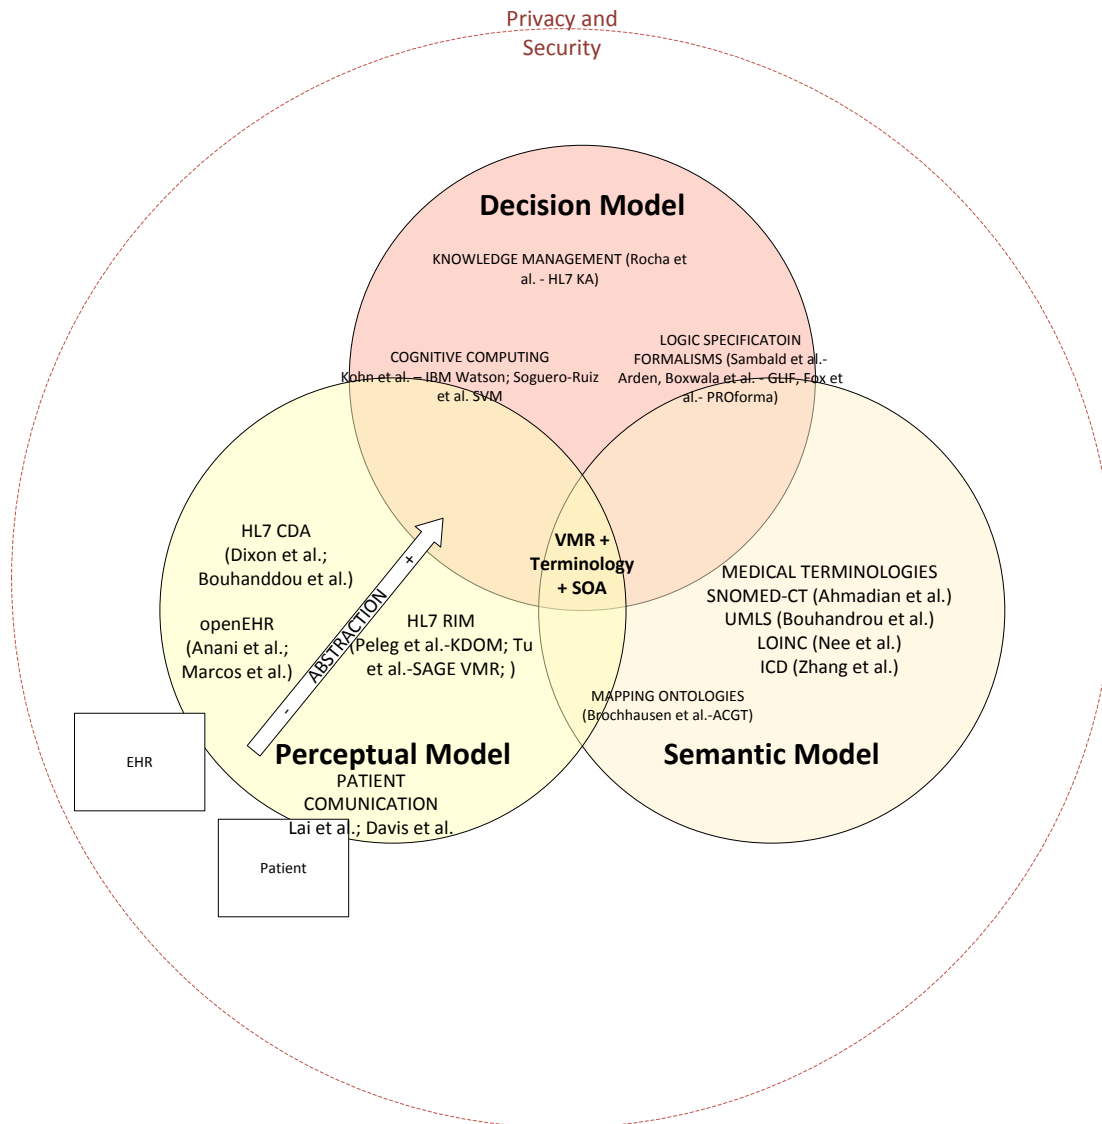 Privacy and
Security
Decision Model
KNOWLEDGE MANAGEMENT (Rocha et
al. - HL7 KA)
COGNITIVE COMPUTING
Kohn et al. – IBM Watson; Soguero-Ruiz
et al. SVM
LOGIC SPECIFICATOIN
FORMALISMS (Sambald et al.-
Arden, Boxwala et al. - GLIF, Fox et
al.- PROforma)
HL7 CDA
(Dixon et al.;
Bouhanddou et al.)
openEHR
(Anani et al.;
Marcos et al.)
- ABSTRACTION +
HL7 RIM
(Peleg et al.-KDOM; Tu
et al.-SAGE VMR; )
VMR +
Terminology
+ SOA
MEDICAL TERMINOLOGIES
SNOMED-CT (Ahmadian et al.)
UMLS (Bouhandrou et al.)
LOINC (Nee et al.)
ICD (Zhang et al.)
MAPPING ONTOLOGIES
(Brochhausen et al.-ACGT)
Perceptual Model
Semantic Model
PATIENT
COMUNICATION
Lai et al.; Davis et al.
EHR
Patient